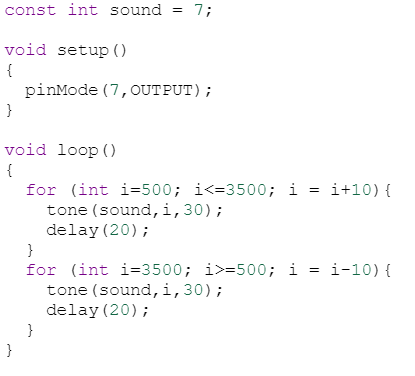 const int sound = 7;

void setup()
{
  pinMode(7,OUTPUT);
}

void loop()
{
  for (int i=500; i<=3500; i = i+10){
    tone(sound,i,30);
    delay(20);
  }
  for (int i=3500; i>=500; i = i-10){
    tone(sound,i,30);
    delay(20);
  }
}